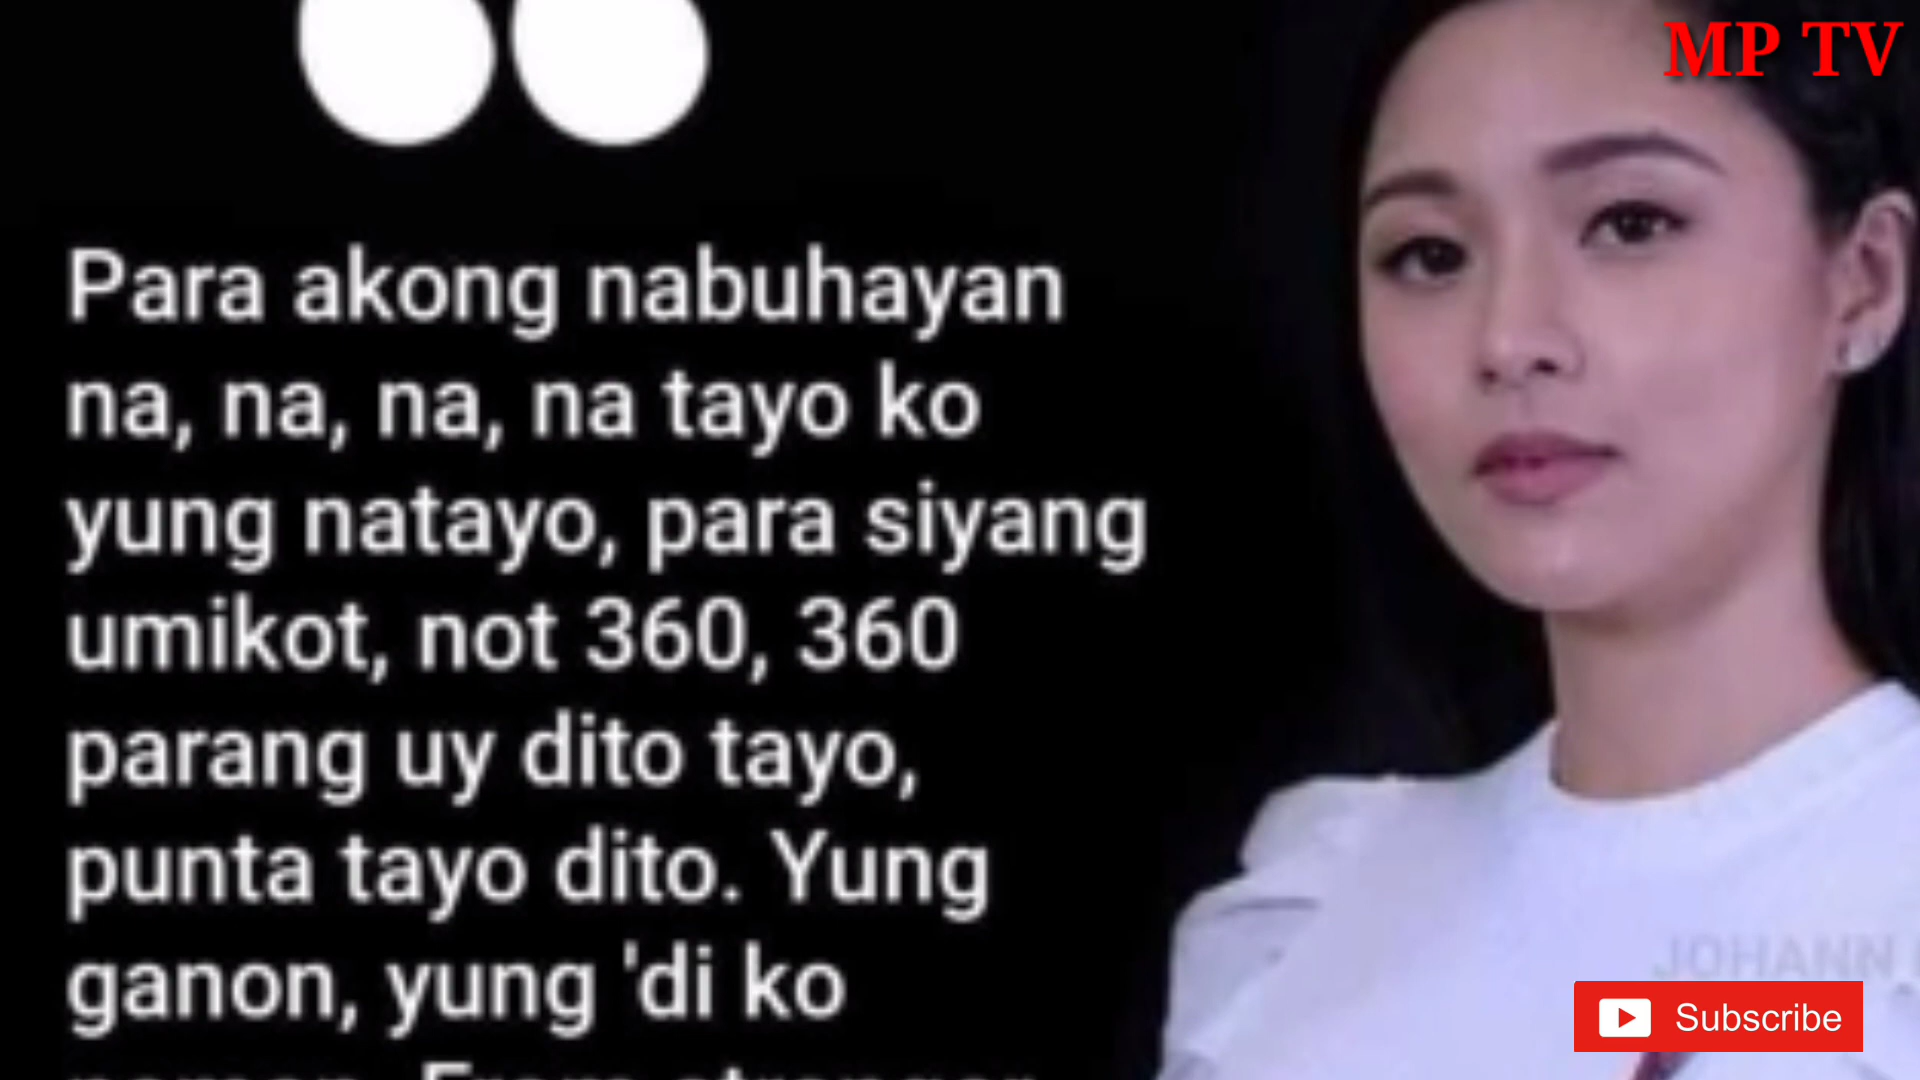 MP TV
Para akong nabuhayan
na, na, na, na tayo ko
yung natayo, para siyang
umikot, not 360, 360
parang uy dito tayo,
punta tayo dito. Yung
ganon, yung 'di ko
JOHANN
Subscribe